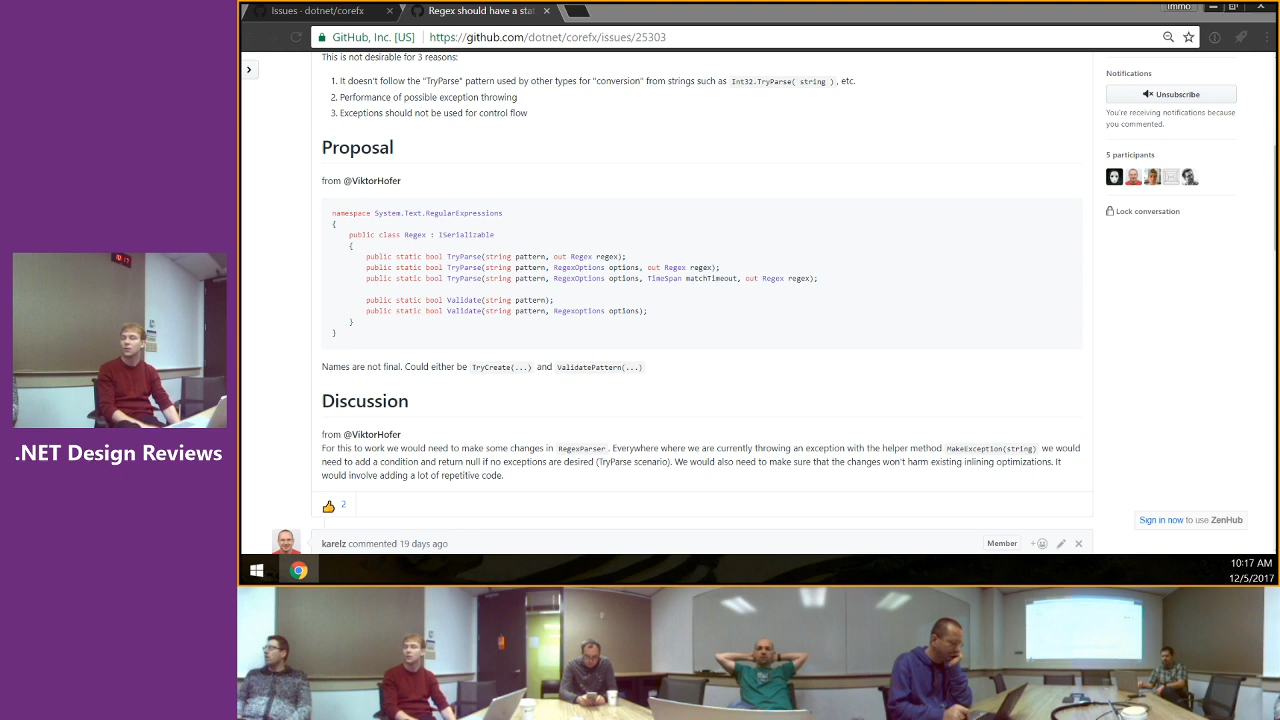 Issues · dotnet/corefx ×
Regex should have a sta ×
Immo
GitHub, Inc. [US] | https://github.com/dotnet/corefx/issues/25303
This is not desirable for 3 reasons:
1. It doesn't follow the "TryParse" pattern used by other types for "conversion" from strings such as Int32.TryParse( string ), etc.
2. Performance of possible exception throwing
3. Exceptions should not be used for control flow
Proposal
from @ViktorHofer
namespace System.Text.RegularExpressions
{
public class Regex : ISerializable
{
public static bool TryParse(string pattern, out Regex regex);
public static bool TryParse(string pattern, RegexOptions options, out Regex regex);
public static bool TryParse(string pattern, RegexOptions options, TimeSpan matchTimeout, out Regex regex);
public static bool Validate(string pattern);
public static bool Validate(string pattern, Regexoptions options);
}
}
Names are not final. Could either be TryCreate(...) and ValidatePattern(...)
Discussion
from @ViktorHofer
For this to work we would need to make some changes in RegexParser. Everywhere where we are currently throwing an exception with the helper method MakeException(string) we would
need to add a condition and return null if no exceptions are desired (TryParse scenario). We would also need to make sure that the changes won't harm existing inlining optimizations. It
would involve adding a lot of repetitive code.
2
karelz commented 19 days ago
Member
Notifications
Unsubscribe
You're receiving notifications because
you commented.
5 participants
Lock conversation
Sign in now to use ZenHub
10:17 AM
12/5/2017
10:17
.NET Design Reviews